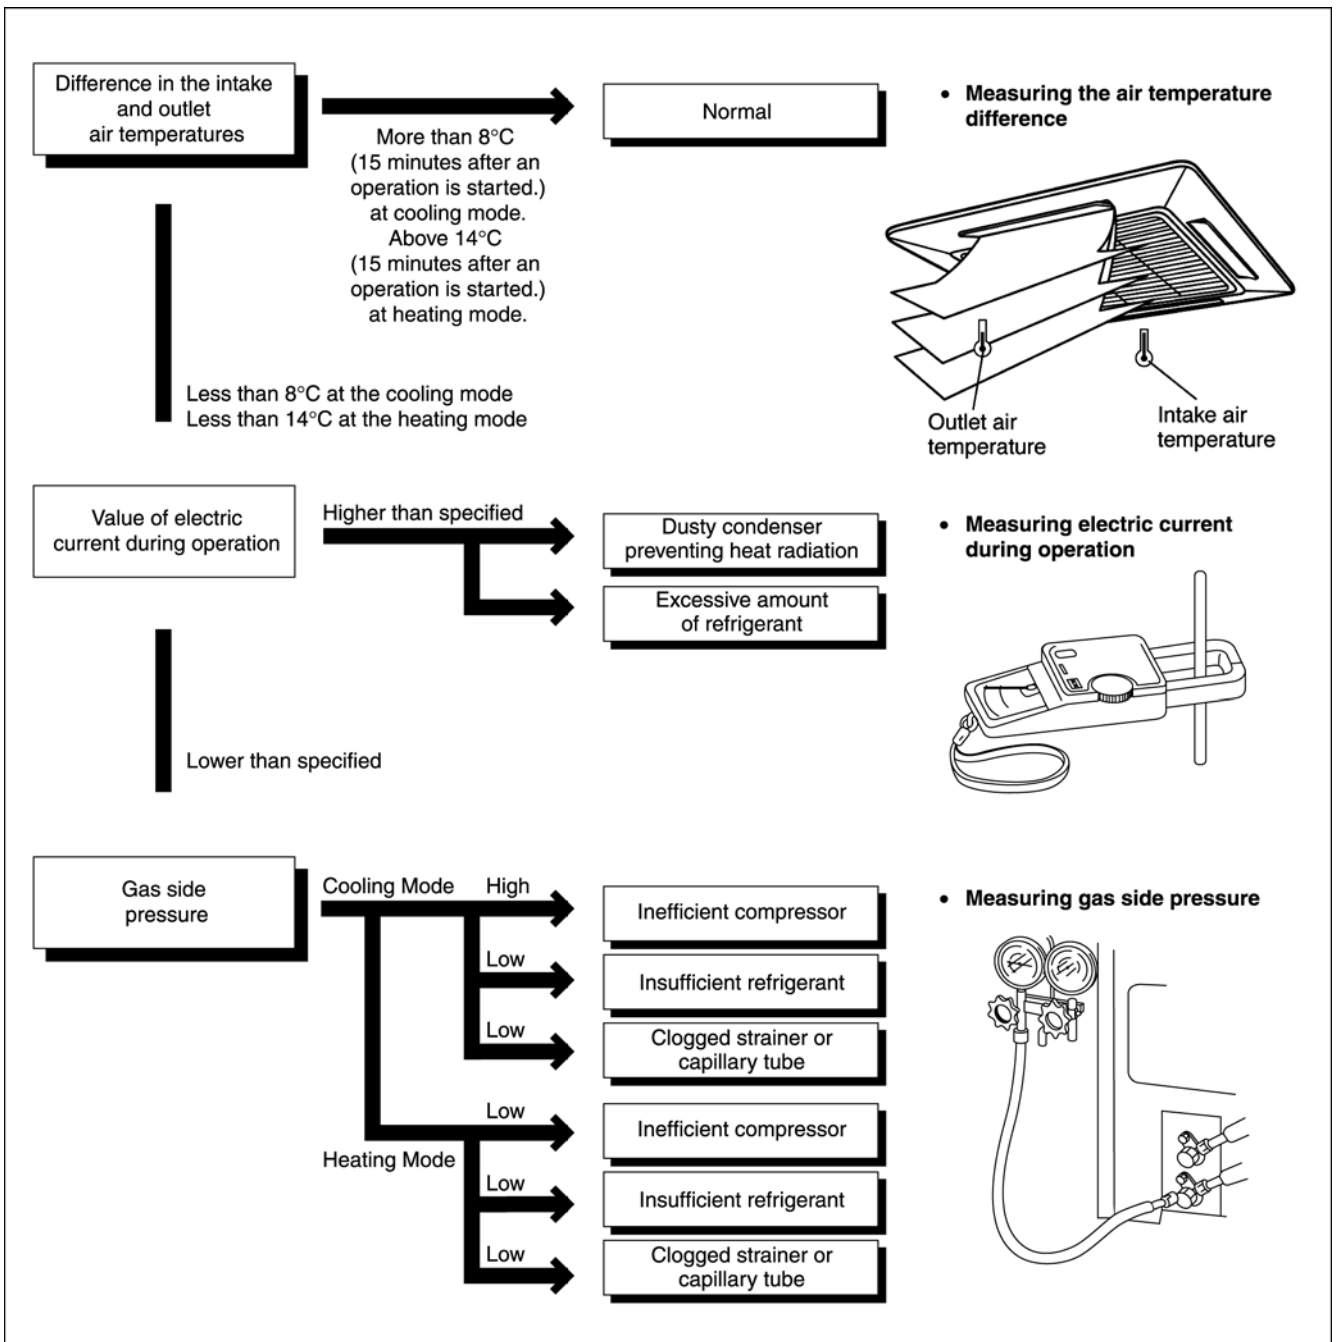 Difference in the intake
and outlet
air temperatures
More than 8°C
(15 minutes after an
operation is started.)
at cooling mode.
Above 14°C
(15 minutes after an
operation is started.)
at heating mode.
Normal
• Measuring the air temperature
difference
Less than 8°C at the cooling mode
Less than 14°C at the heating mode
Outlet air
temperature
Intake air
temperature
Value of electric
current during operation
Higher than specified
Dusty condenser
preventing heat radiation
Excessive amount
of refrigerant
• Measuring electric current
during operation
Lower than specified
Gas side
pressure
Cooling Mode
High
Inefficient compressor
Low
Insufficient refrigerant
Low
Clogged strainer or
capillary tube
Heating Mode
Low
Inefficient compressor
Low
Insufficient refrigerant
Low
Clogged strainer or
capillary tube
• Measuring gas side pressure